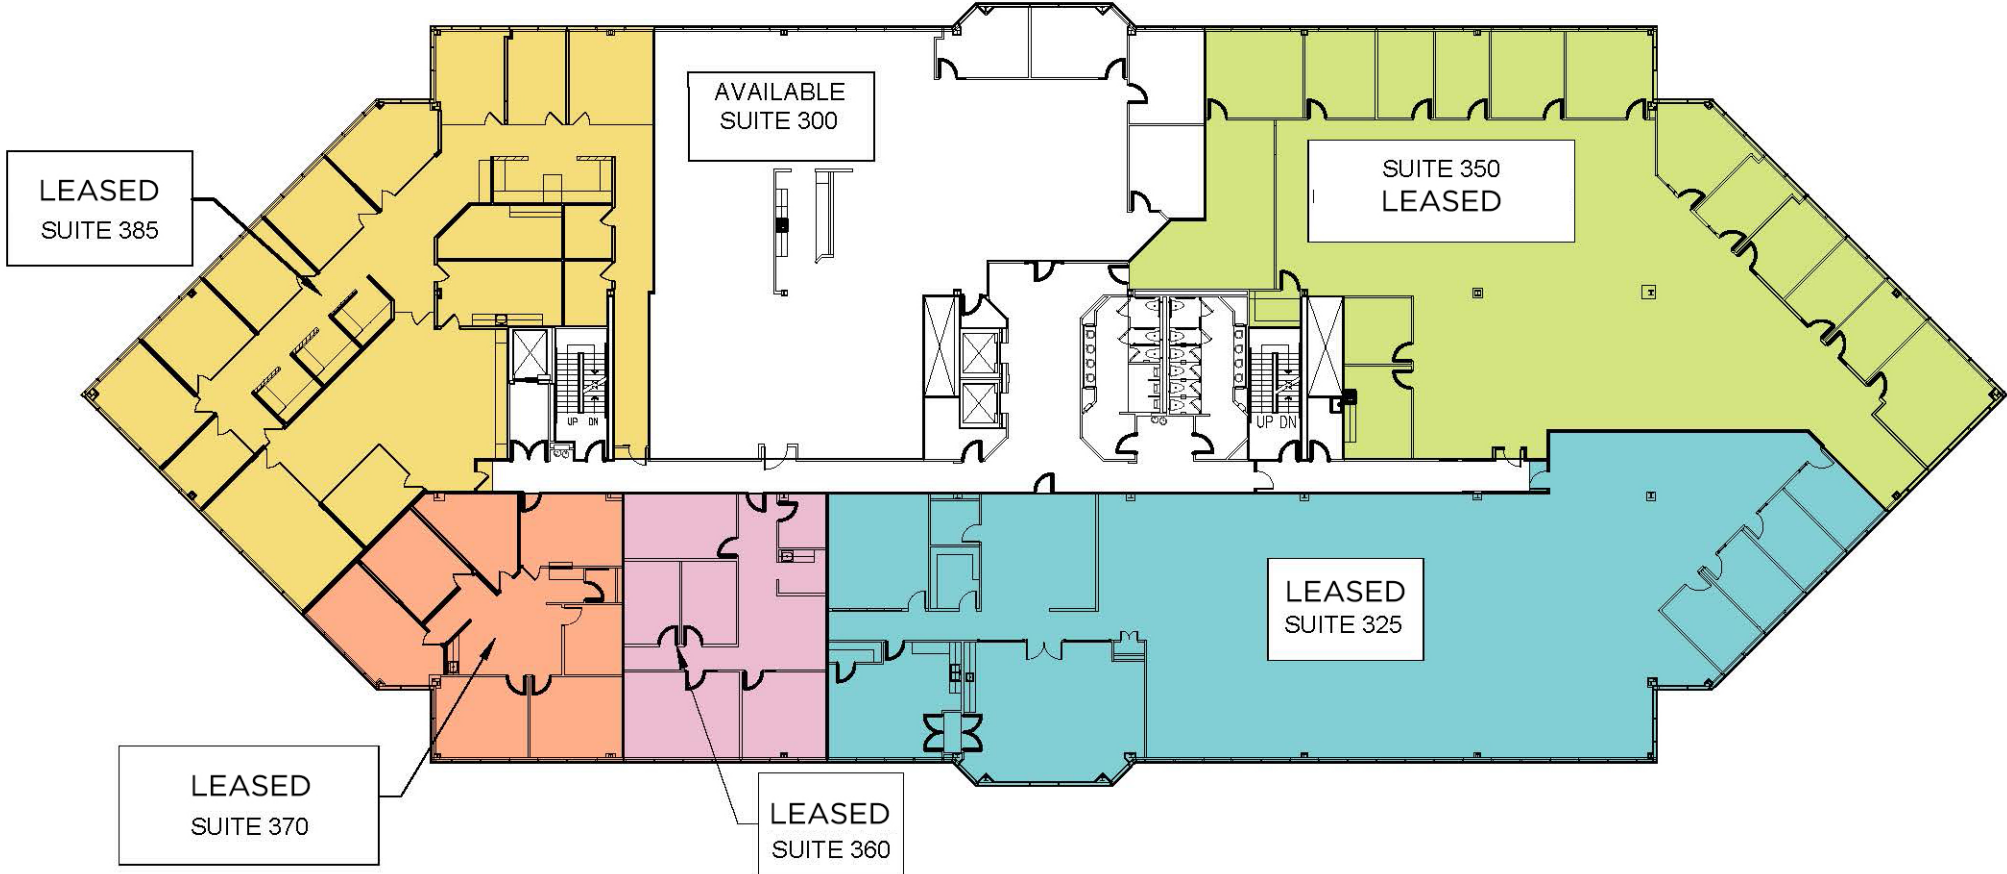 AVAILABLE
SUITE 300
SUITE 350
LEASED
LEASED
SUITE 385
UP DN
UP DN
LEASED
SUITE 325
LEASED
SUITE 370
LEASED
SUITE 360